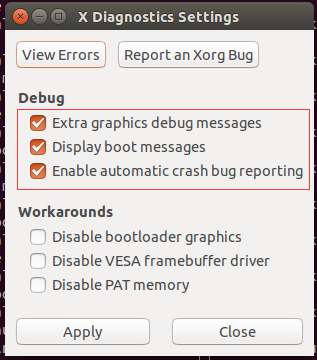 X Diagnostics Settings
View Errors Report an Xorg Bug
Debug
Extra graphics debug messages
Display boot messages
Enable automatic crash bug reporting
Workarounds
Disable bootloader graphics
Disable VESA framebuffer driver
Disable PAT memory
Apply Close